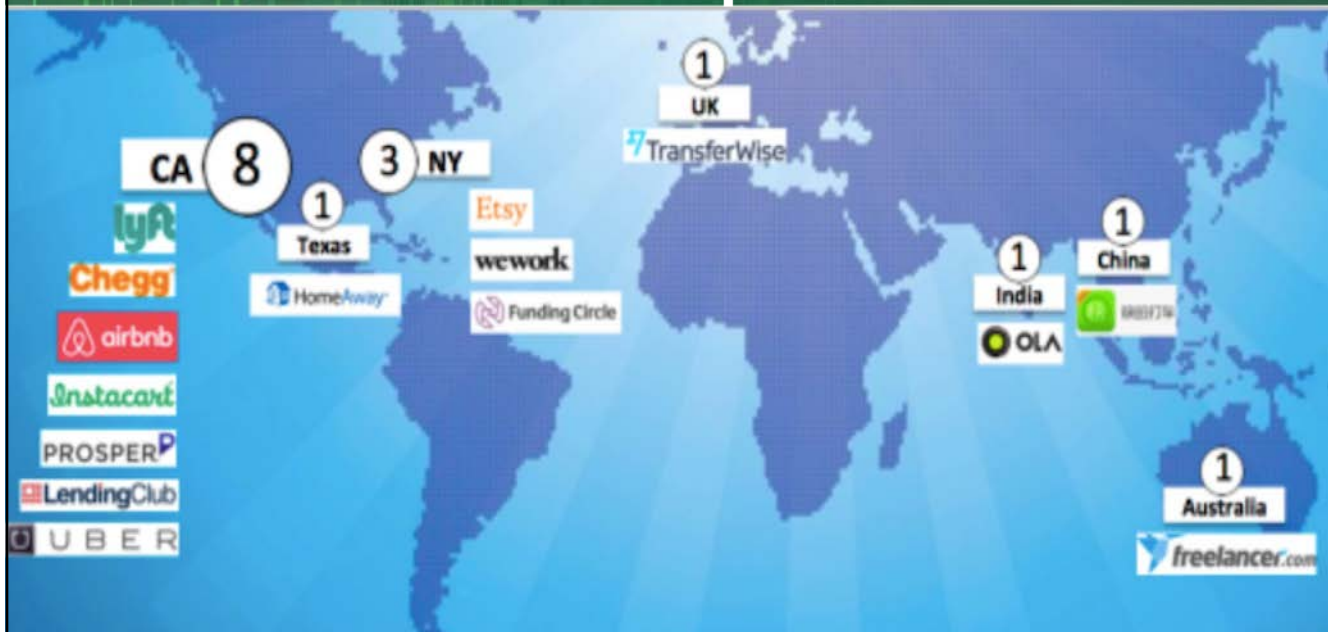 CA 8
lyft
Chegg
airbnb
Instacart
PROSPER
LendingClub
UBER
1
Texas
HomeAway
3 NY
Etsy
wework
Funding Circle
1
UK
TransferWise
1
India
OLA
1
China
1
Australia
freelancer.com